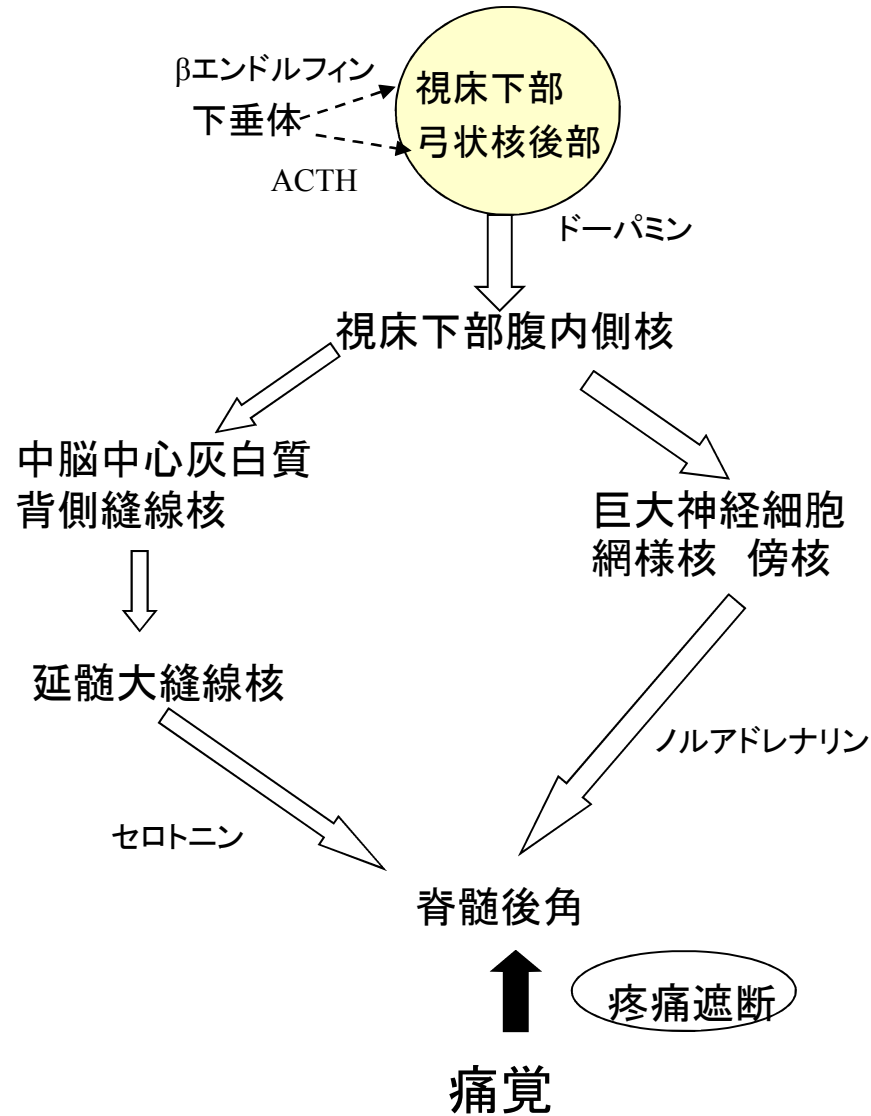 βエンドルフィン
視床下部
下垂体
弓状核後部
ACTH
ドーパミン
視床下部腹内側核
中脳中心灰白質
背側縫線核
巨大神経細胞
網様核　傍核
延髄大縫線核
ノルアドレナリン
セロトニン
脊髄後角
疼痛遮断
痛覚